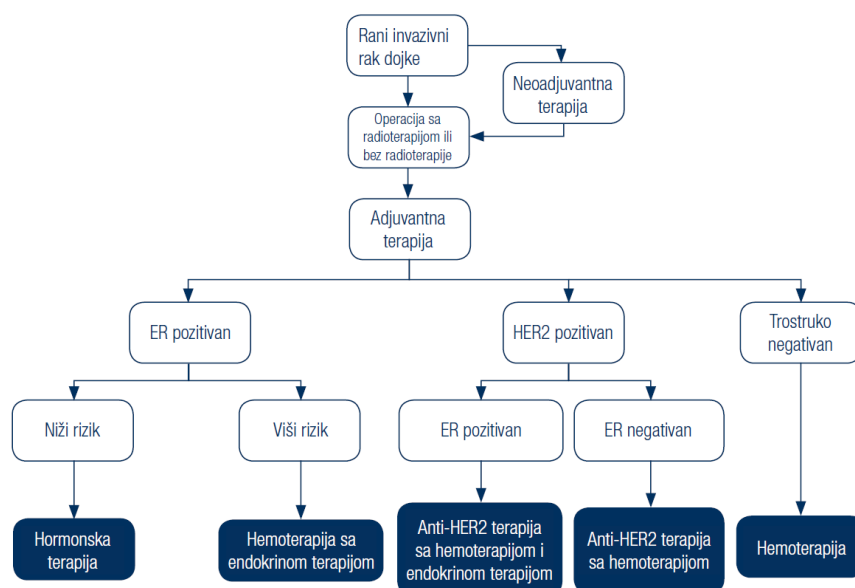 Rani invazivni
rak dojke
Neoadjuvantna
terapija
Operacija sa
radioterapijom ili
bez radioterapije
Adjuvantna
terapija
ER pozitivan
HER2 pozitivan
Trostruko
negativan
Niži rizik
Viši rizik
ER pozitivan
ER negativan
Hormonska
terapija
Hemoterapija sa
endokrinom terapijom
Anti-HER2 terapija
sa hemoterapijom i
endokrinom terapijom
Anti-HER2 terapija
sa hemoterapijom
Hemoterapija